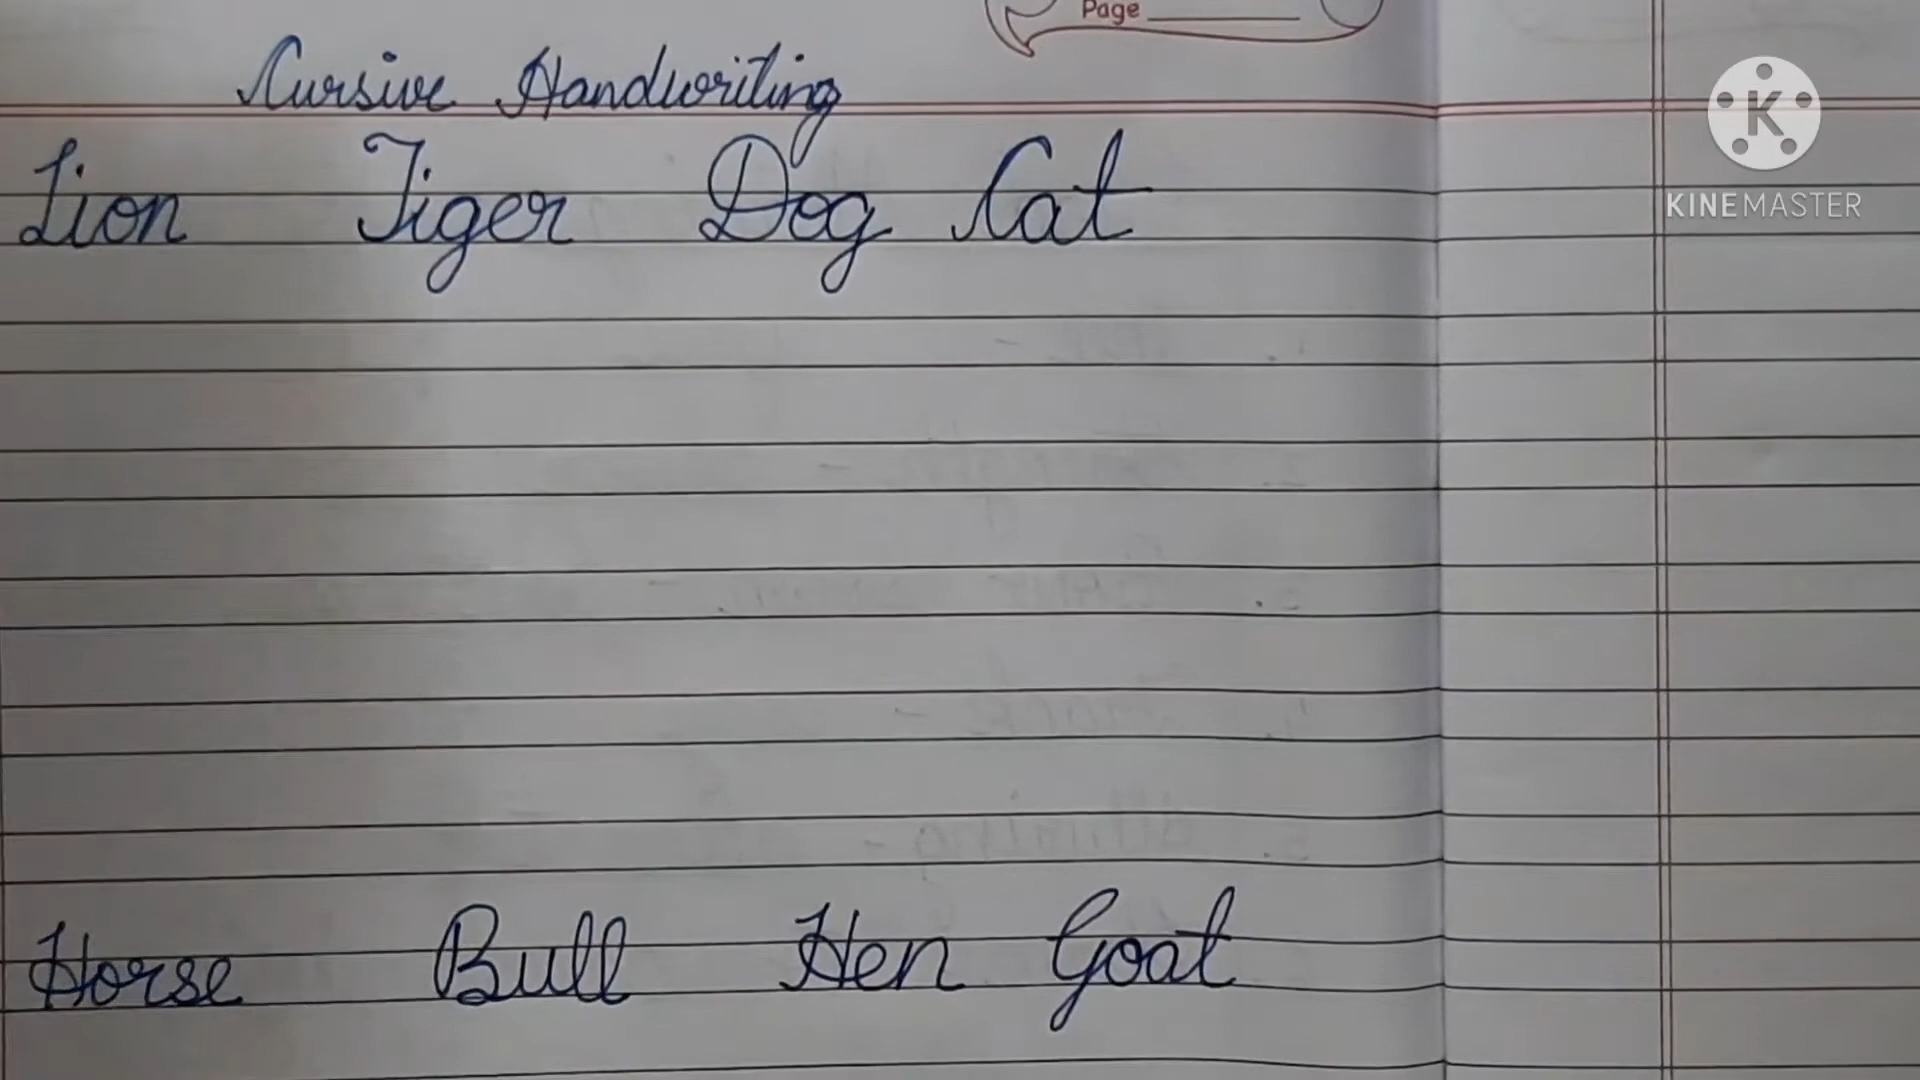 Page
Cursive Handwriting
K
KINEMASTER
Lion Tiger Dog Cat
Horse Bull Hen Goat